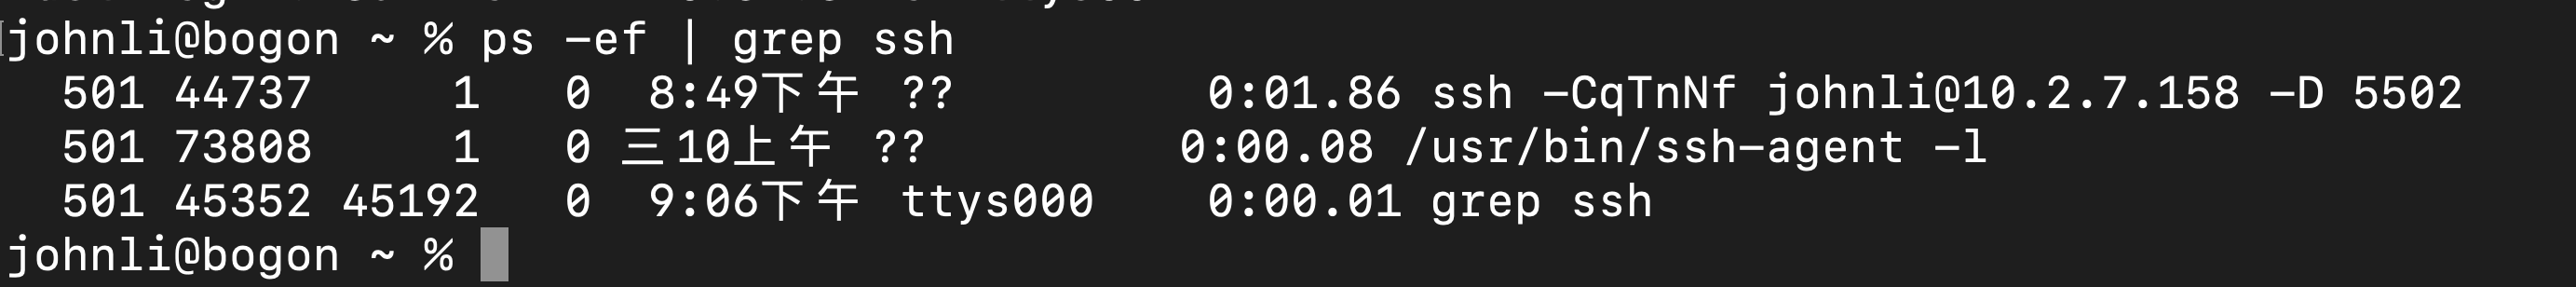 johnli@bogon ~ % ps -ef | grep ssh
501 44737 1 0 8:49下午 ?? 0:01.86 ssh -CqTnNf johnli@10.2.7.158 -D 5502
501 73808 1 0 三10上午 ?? 0:00.08 /usr/bin/ssh-agent -l
501 45352 45192 0 9:06下午 ttys000 0:00.01 grep ssh
johnli@bogon ~ %